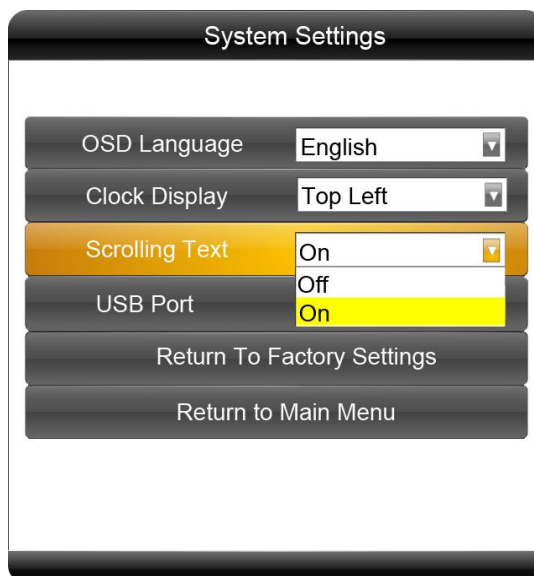 System Settings
OSD Language English
Clock Display Top Left
Scrolling Text On
Off
USB Port On
Return To Factory Settings
Return to Main Menu